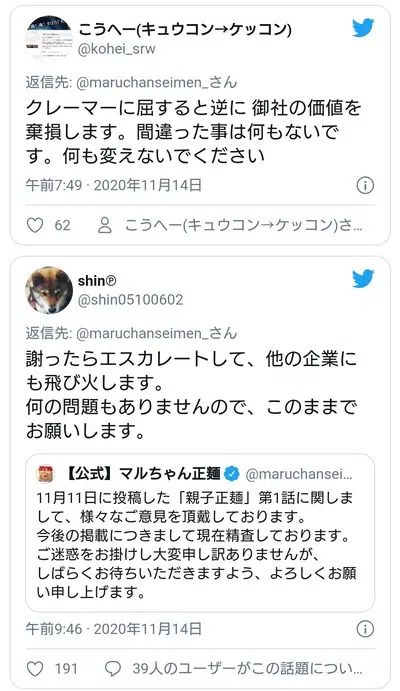 こうへー(キュウコン→ケッコン)
@kohei_srw
返信先: @maruchanseimen_さん
クレーマーに屈すると逆に 御社の価値を
棄損します。間違った事は何もないで
す。何も変えないでください
午前7:49 · 2020年11月14日
62 こうへー(キュウコン→ケッコン)さ…
shin℗
@shin05100602
返信先: @maruchanseimen_さん
謝ったらエスカレートして、他の企業に
も飛び火します。
何の問題もありませんので、このままで
お願いします。
【公式】マルちゃん正麺 @maruchansei…
11月11日に投稿した「親子正麺」第1話に関しま
して、様々なご意見を頂戴しております。
今後の掲載につきまして現在精査しております。
ご迷惑をお掛けし大変申し訳ありませんが、
しばらくお待ちいただきますよう、よろしくお願
い申し上げます。
午前9:46 · 2020年11月14日
191 39人のユーザーがこの話題につい…